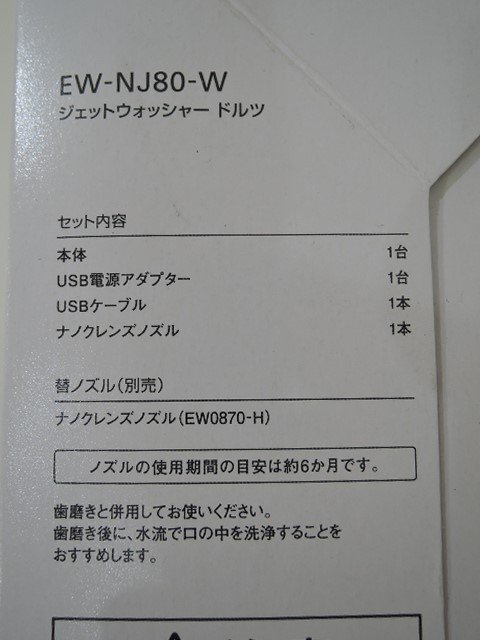 EW-NJ80-W
ジェットウォッシャー ドルツ
セット内容
本体 1台
USB電源アダプター 1台
USBケーブル 1本
ナノクレンズノズル 1本
替ノズル(別売)
ナノクレンズノズル(EW0870-H)
ノズルの使用期間の目安は約6か月です。
歯磨きと併用してお使いください。
歯磨き後に、水流で口の中を洗浄することを
おすすめします。